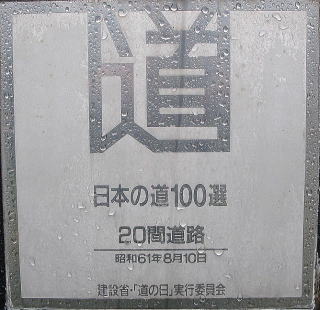 道
日本の道100選
20間道路
昭和61年8月10日
建設省・「道の日」実行委員会